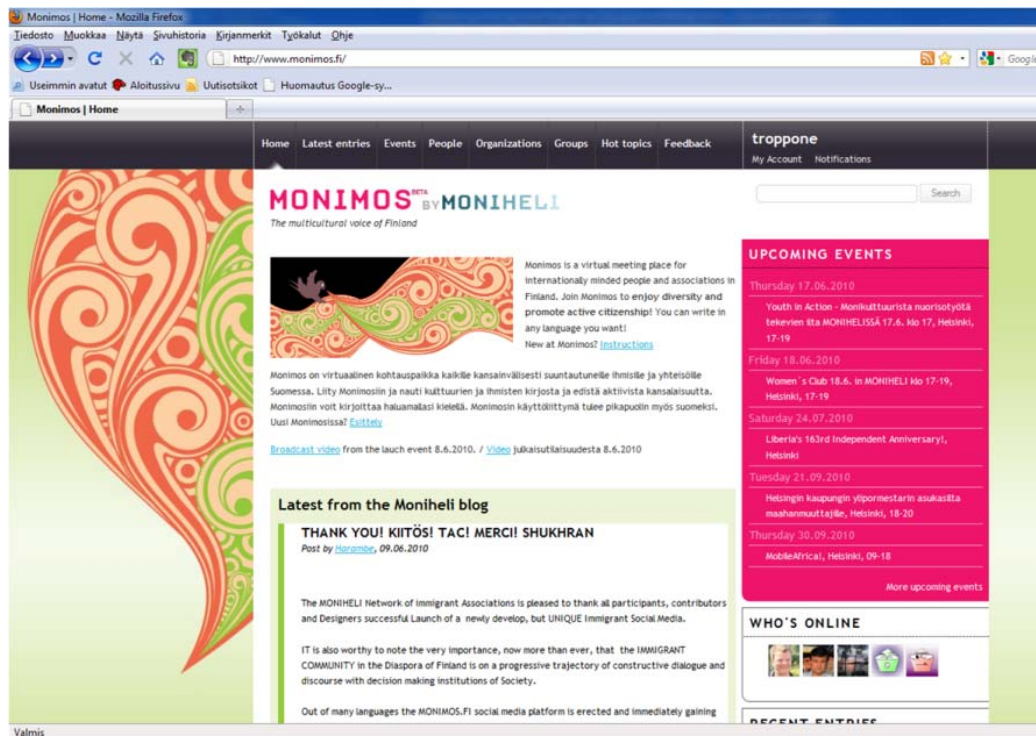 Monimos | Home - Mozilla Firefox
Tiedosto Muokkaa Näytä Sivuhistoria Kirjanmerkit Työkalut Ohje
http://www.monimos.fi/
Google
Useimmin avatut Aloitussivu Uutisotsikot Huomautus Google-sy...
Monimos | Home
Home Latest entries Events People Organizations Groups Hot topics Feedback
troppone
My Account Notifications
MONIMOS BETA BY MONIHELI
The multicultural voice of Finland
Search
Monimos is a virtual meeting place for
internationally minded people and associations in
Finland. Join Monimos to enjoy diversity and
promote active citizenship! You can write in
any language you want!
New at Monimos? Instructions
Monimos on virtuaalinen kohtauspaikka kaikille kansainvälisesti suuntautuneille ihmisille ja yhteisölle
Suomessa. Liity Monimosiin ja nauti kulttuurien ja ihmisten kirjosta ja edistä aktiivista kansalaisuutta.
Monimosiin voit kirjoittaa haluamallasi kielellä. Monimosin käyttöliittymä tulee pikapuolin myös suomeksi.
Uusi Monimosissa? Esittely
Broadcast video from the lauch event 8.6.2010. / Video julkaisutilaisuudesta 8.6.2010
Latest from the Moniheli blog
THANK YOU! KIITÖS! TAC! MERCI! SHUKHRAN
Post by Harambe, 09.06.2010
The MONIHELI Network of immigrant Associations is pleased to thank all participants, contributors
and Designers successful Launch of a newly develop, but UNIQUE Immigrant Social Media.
IT is also worthy to note the very importance, now more than ever, that the IMMIGRANT
COMMUNITY in the Diaspora of Finland is on a progressive trajectory of constructive dialogue and
discourse with decision making institutions of Society.
Out of many languages the MONIMOS.FI social media platform is erected and immediately gaining
UPCOMING EVENTS
Thursday 17.06.2010
Youth in Action - Monikulttuurista nuorisotyötä
tekevien ilta MONIHELISSÄ 17.6. klo 17, Helsinki,
17-19
Friday 18.06.2010
Women´s Club 18.6. in MONIHELI klo 17-19,
Helsinki, 17-19
Saturday 24.07.2010
Liberia's 163rd Independent Anniversary!,
Helsinki
Tuesday 21.09.2010
Helsingin kaupungin ylipormestarin asukasilta
maahanmuuttajille, Helsinki, 18-20
Thursday 30.09.2010
MobileAfrica!, Helsinki, 09-18
More upcoming events
WHO'S ONLINE
RECENT ENTRIES
Valmis